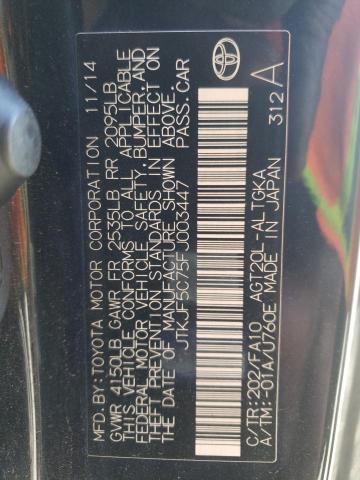 MFD. BY: TOYOTA MOTOR CORPORATION 11/14
GVWR 4150LB GAWR FR 2535LB RR 2095LB
THIS VEHICLE CONFORMS TO ALL APPLICABLE
FEDERAL MOTOR VEHICLE SAFETY, BUMPER, AND
THEFT PREVENTION STANDARDS IN EFFECT ON
THE DATE OF MANUFACTURE SHOWN ABOVE.
JTKJF5C75FJ003447 PASS. CAR
C/TR:202/FA10 AGT20L-ALTGKA
A/TM:-01A/U760E MADE IN JAPAN
312 A